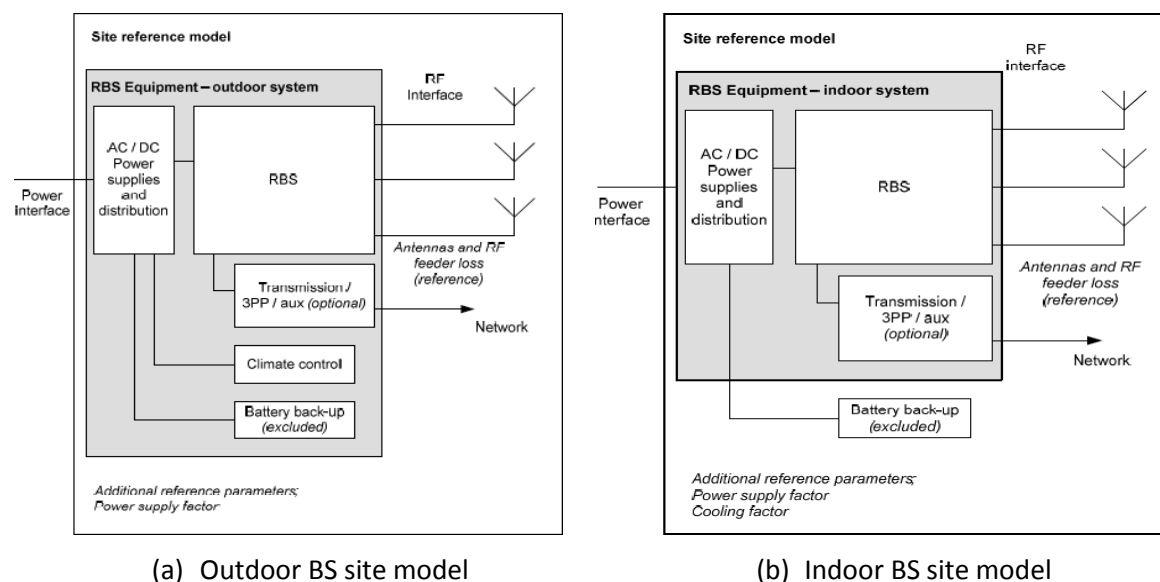 Site reference model
RBS Equipment – outdoor system
RF
Interface
AC / DC
Power
supplies
and
distribution
RBS
Power
Interface
Antennas and RF
feeder loss
(reference)
Transmission /
3PP / aux (optional)
Network
Climate control
Battery back-up
(excluded)
Additional reference parameters;
Power supply factor
(a) Outdoor BS site model
Site reference model
RF
interface
RBS Equipment – indoor system
AC / DC
Power
supplies
and
distribution
RBS
Power
nterface
Antennas and RF
feeder loss
(reference)
Transmission /
3PP / aux
(optional)
Network
Battery back-up
(excluded)
Additional reference parameters;
Power supply factor
Cooling factor
(b) Indoor BS site model